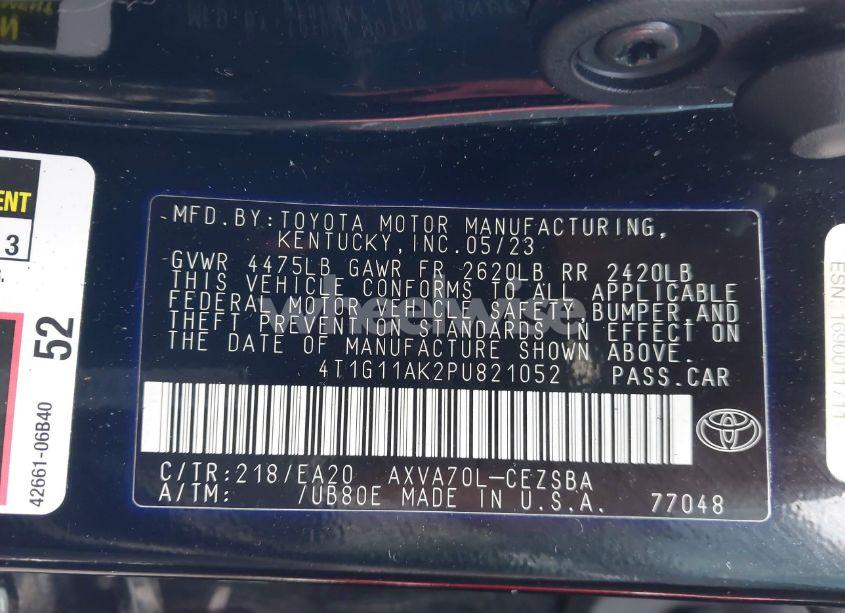 MFD.BY:TOYOTA MOTOR MANUFACTURING,
KENTUCKY,INC.05/23
GVWR 4475LB GAWR FR 2620LB RR 2420LB
THIS VEHICLE CONFORMS TO ALL APPLICABLE
FEDERAL MOTOR VEHICLE SAFETY BUMPER AND
THEFT PREVENTION STANDARDS IN EFFECT ON
THE DATE OF MANUFACTURE SHOWN ABOVE.
4T1G11AK2PU821052 PASS.CAR
C/TR:218/EA20 AXVA70L-CEZSBA
A/TM: /UB80E MADE IN U.S.A. 77048
wheelwise
52
42661-06B40
3